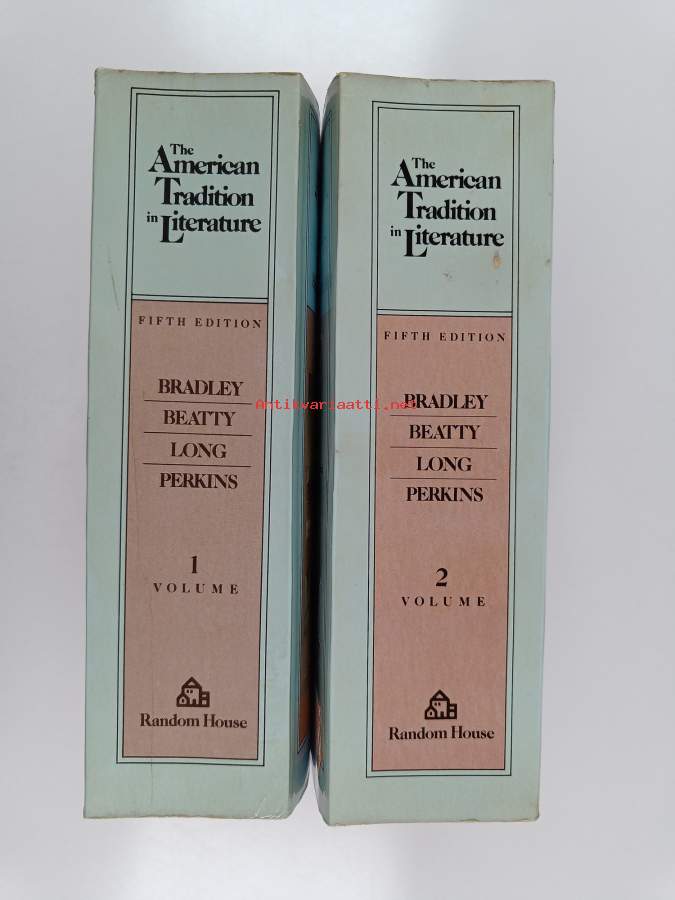 The
American
Tradition
in Literature
FIFTH EDITION
BRADLEY
BEATTY
LONG
PERKINS
1
VOLUME
Random House
The
American
Tradition
in Literature
FIFTH EDITION
BRADLEY
BEATTY
LONG
PERKINS
2
VOLUME
Random House
Antikvariaatti.net